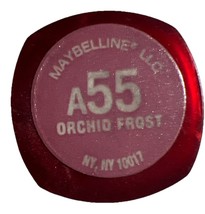 MAYBELLINE® LLC
A55
ORCHID FROST
NY, NY 10017